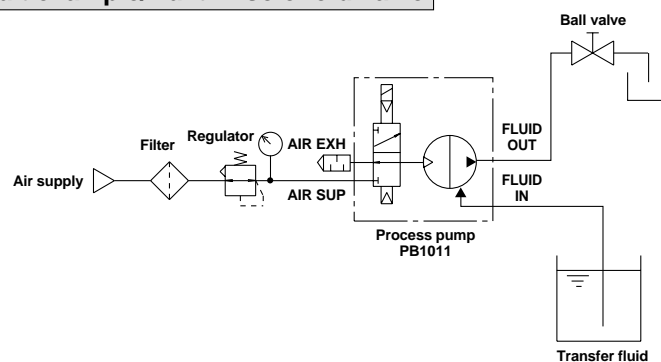 Ball valve
Regulator
AIR EXH
FLUID
OUT
Filter
Air supply
AIR SUP
FLUID
IN
Process pump
PB1011
Transfer fluid